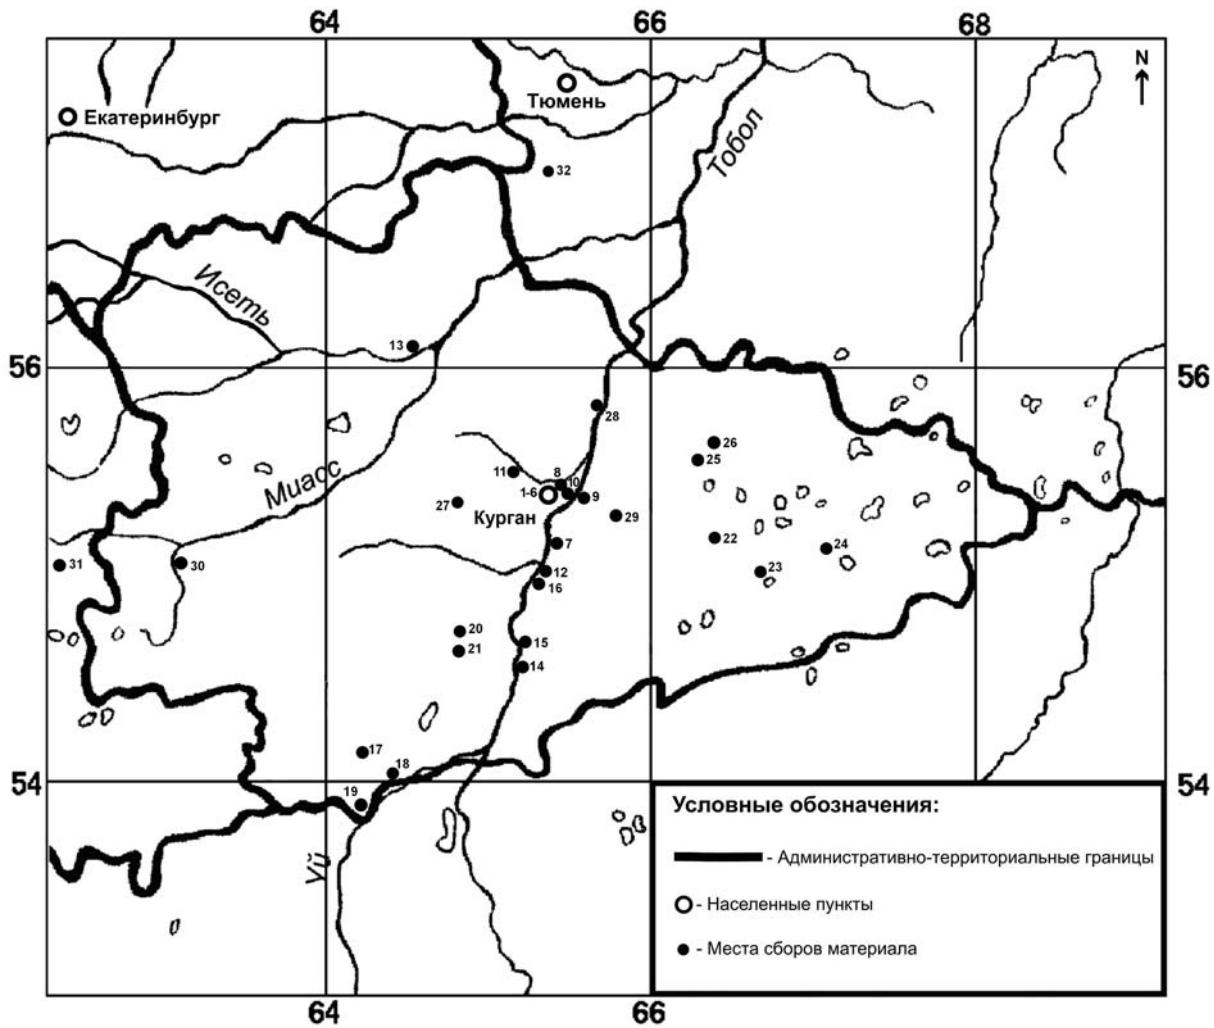 64 66 68
N
Екатеринбург
Тюмень
Тобол
32
Исеть
13
56 56
28
26
25
Миасс
11
8
10
1-6
9
27
Курган
29
7
22
24
31
30
12
23
16
20
15
21
14
17
18
54 54
19
Уй
Условные обозначения:
- Административно-территориальные границы
- Населенные пункты
- Места сборов материала
64 66